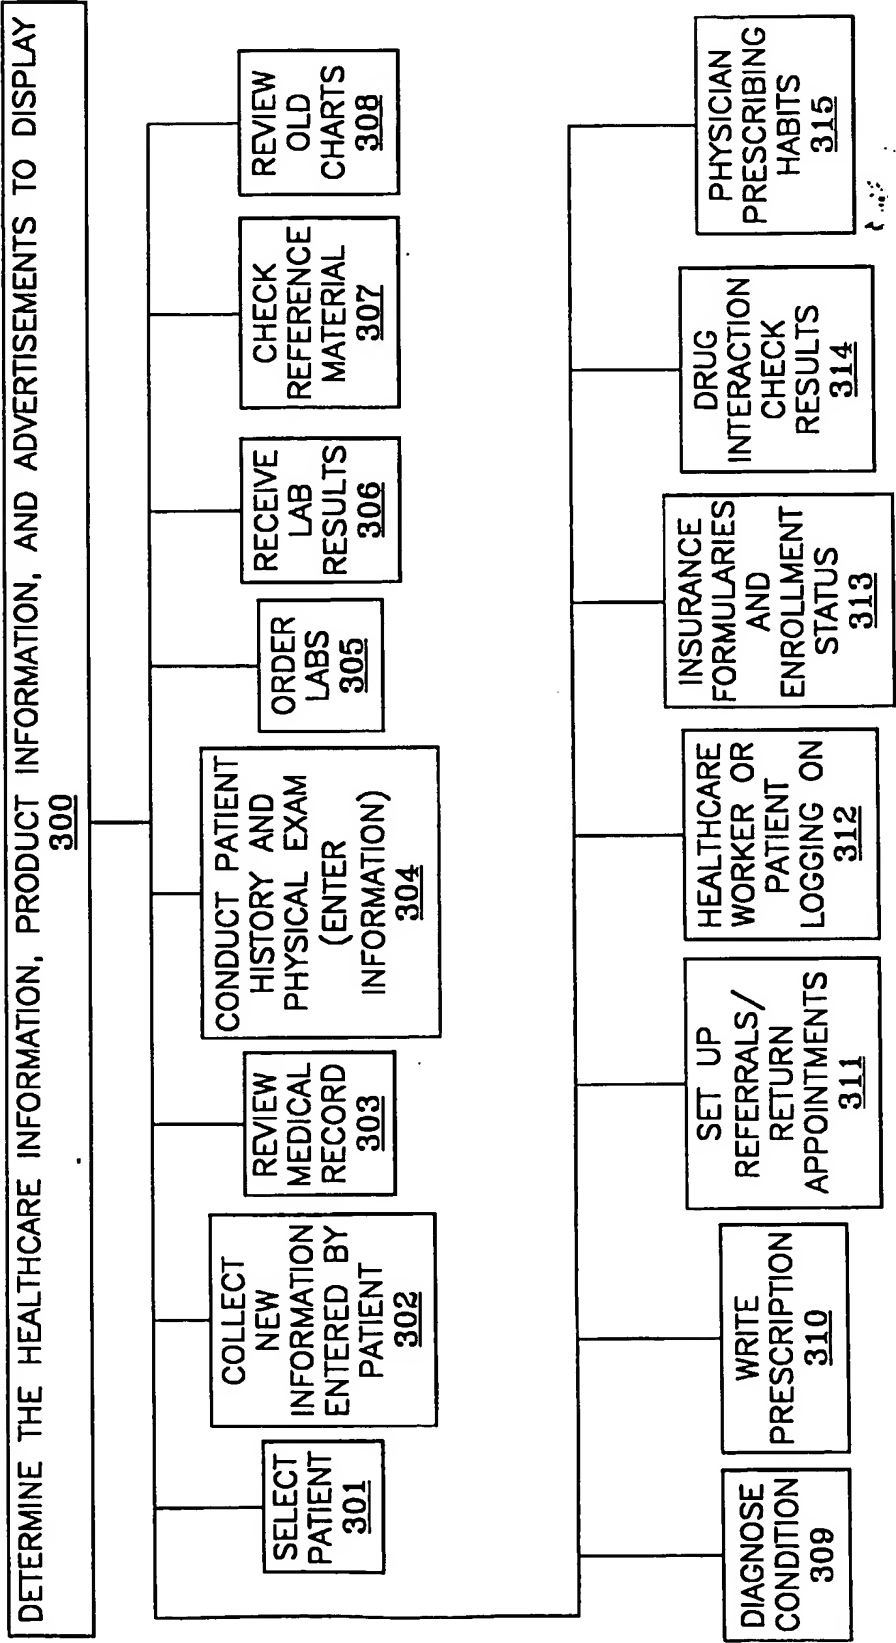 DETERMINE THE HEALTHCARE INFORMATION, PRODUCT INFORMATION, AND ADVERTISEMENTS TO DISPLAY
300
SELECT
PATIENT
301
COLLECT
NEW
INFORMATION
ENTERED BY
PATIENT
302
REVIEW
MEDICAL
RECORD
303
CONDUCT PATIENT
HISTORY AND
PHYSICAL EXAM
(ENTER
INFORMATION)
304
ORDER
LABS
305
RECEIVE
LAB
RESULTS
306
CHECK
REFERENCE
MATERIAL
307
REVIEW
OLD
CHARTS
308
DIAGNOSE
CONDITION
309
WRITE
PRESCRIPTION
310
SET UP
REFERRALS/
RETURN
APPOINTMENTS
311
HEALTHCARE
WORKER OR
PATIENT
LOGGING ON
312
INSURANCE
FORMULARIES
AND
ENROLLMENT
STATUS
313
DRUG
INTERACTION
CHECK
RESULTS
314
PHYSICIAN
PRESCRIBING
HABITS
315